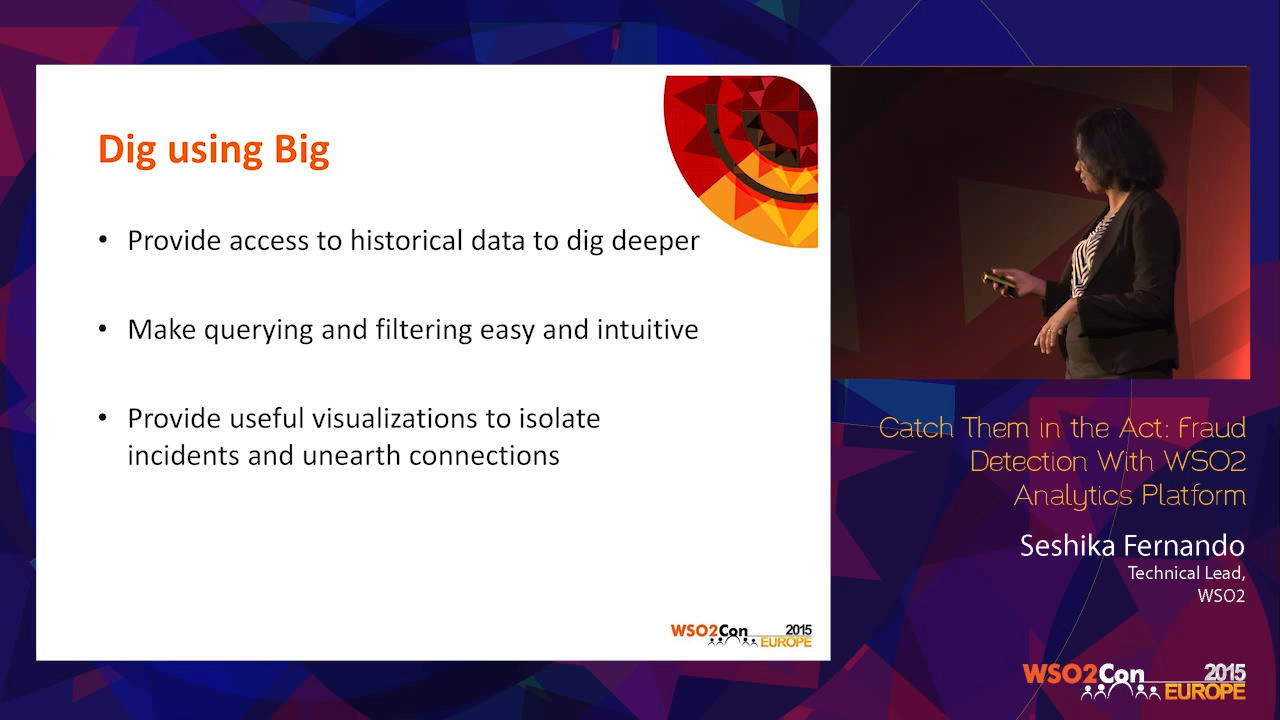 Dig using Big
• Provide access to historical data to dig deeper
• Make querying and filtering easy and intuitive
• Provide useful visualizations to isolate
incidents and unearth connections
WSO2Con 2015
EUROPE
Catch Them in the Act: Fraud
Detection With WSO2
Analytics Platform
Seshika Fernando
Technical Lead,
WSO2
WSO2Con 2015
EUROPE